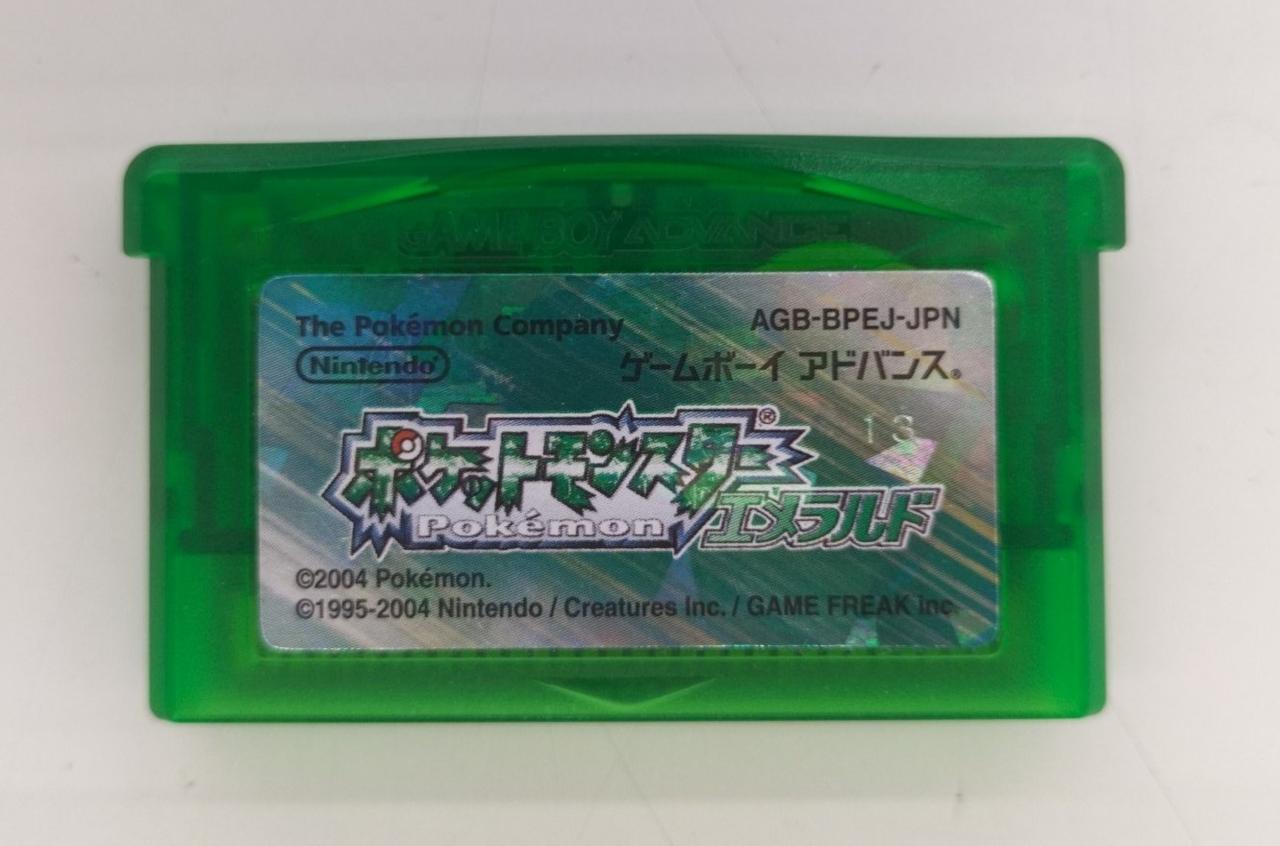 GAME BOY ADVANCE
The Pokémon Company
AGB-BPEJ-JPN
Nintendo®
ゲームボーイ アドバンス®
13
ポケットモンスター®
Pokémon
エメラルド
©2004 Pokémon.
©1995-2004 Nintendo / Creatures Inc. / GAME FREAK inc.